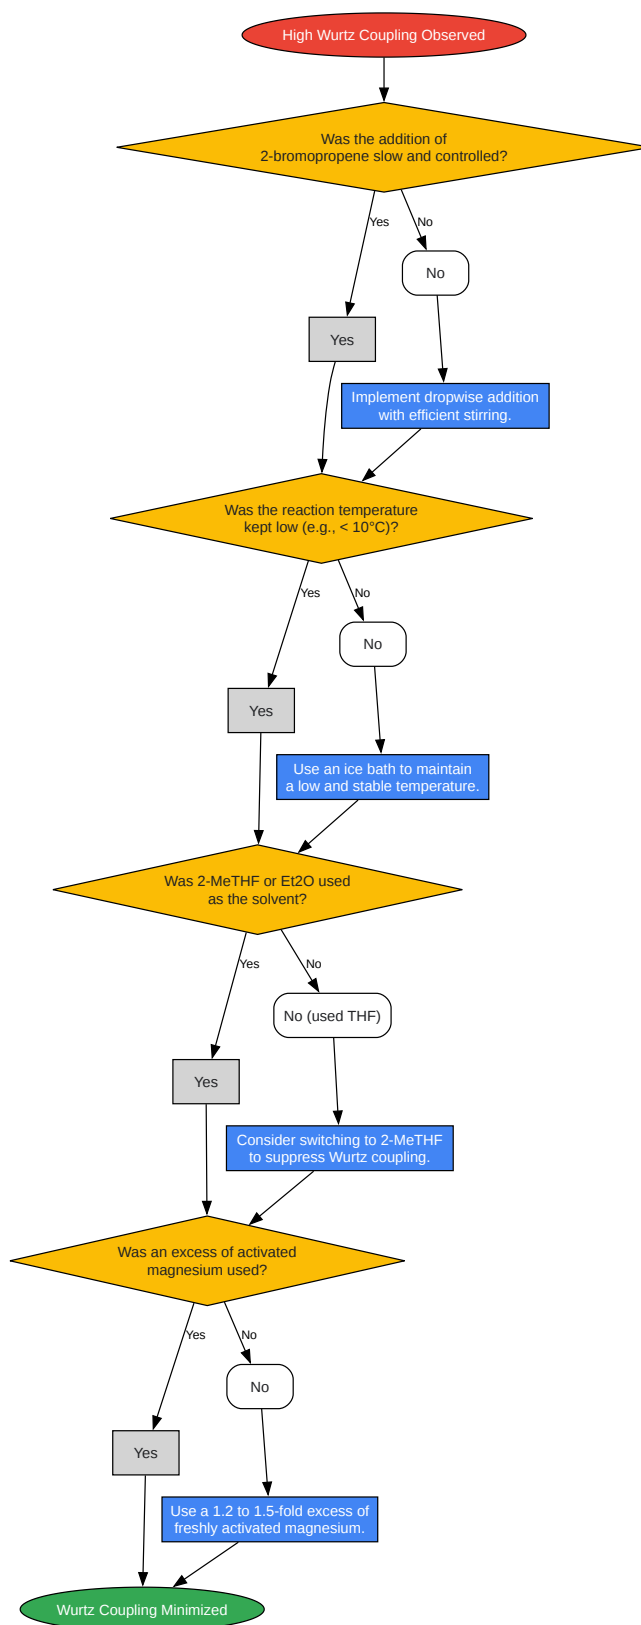 High Wurtz Coupling Observed
Was the addition of
2-bromopropene slow and controlled?
Yes
No
No
Yes
Implement dropwise addition
with efficient stirring.
Was the reaction temperature
kept low (e.g., < 10°C)?
Yes
No
No
Yes
Use an ice bath to maintain
a low and stable temperature.
Was 2-MeTHF or Et2O used
as the solvent?
Yes
No
No (used THF)
Yes
Consider switching to 2-MeTHF
to suppress Wurtz coupling.
Was an excess of activated
magnesium used?
Yes
No
No
Yes
Use a 1.2 to 1.5-fold excess of
freshly activated magnesium.
Wurtz Coupling Minimized